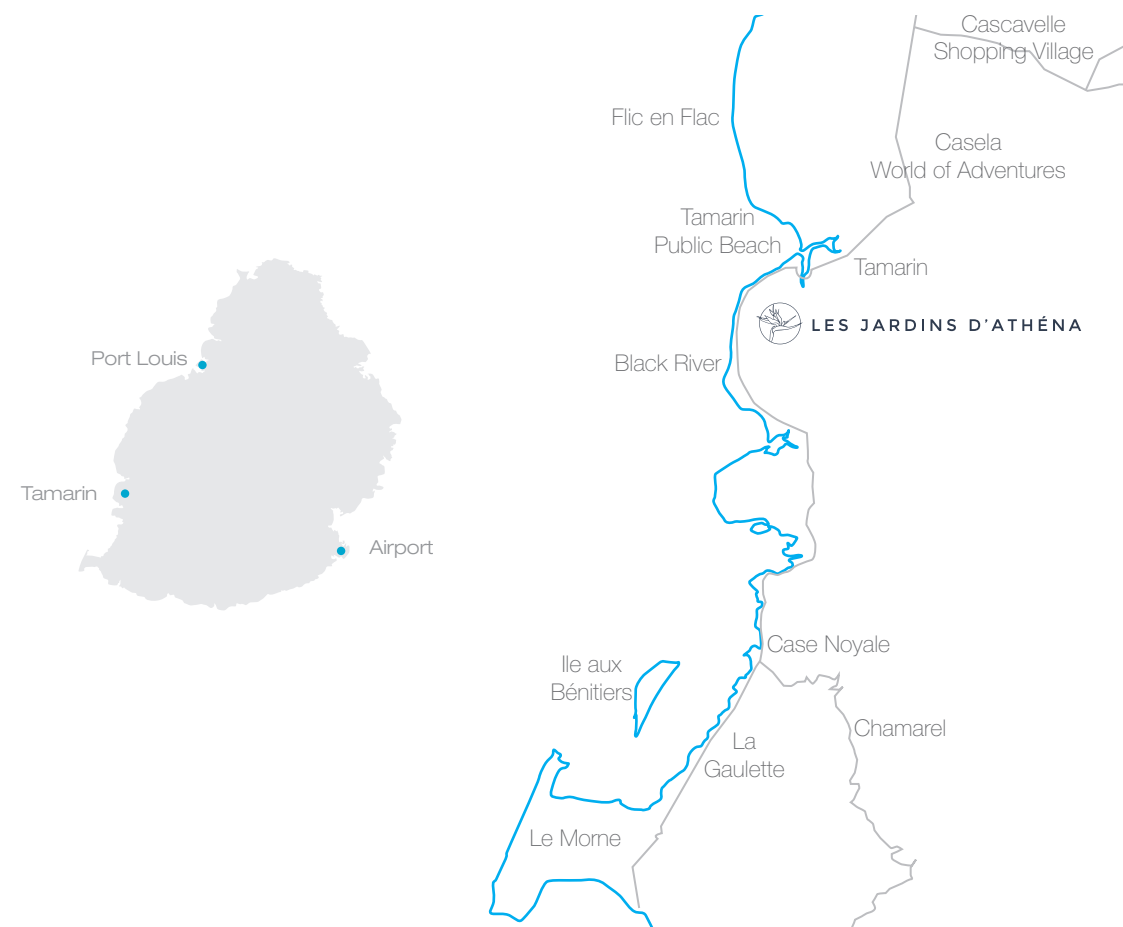 Cascavelle
Shopping Village
Flic en Flac
Casela
World of Adventures
Tamarin
Public Beach
Tamarin
LES JARDINS D'ATHÉNA
Port Louis
Black River
Tamarin
Airport
Case Noyale
Ile aux
Bénitiers
Chamarel
La
Gaulette
Le Morne